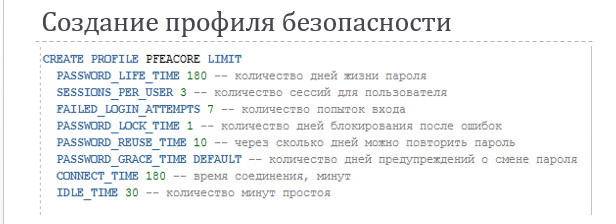 Создание профиля безопасности
CREATE PROFILE PFEACORE LIMIT
PASSWORD_LIFE_TIME 180 -- количество дней жизни пароля
SESSIONS_PER_USER 3 -- количество сессий для пользователя
FAILED_LOGIN_ATTEMPTS 7 -- количество попыток входа
PASSWORD_LOCK_TIME 1 -- количество дней блокирования после ошибок
PASSWORD_REUSE_TIME 10 -- через сколько дней можно повторить пароль
PASSWORD_GRACE_TIME DEFAULT -- количество дней предупреждений о смене пароля
CONNECT_TIME 180 -- время соединения, минут
IDLE_TIME 30 -- количество минут простоя